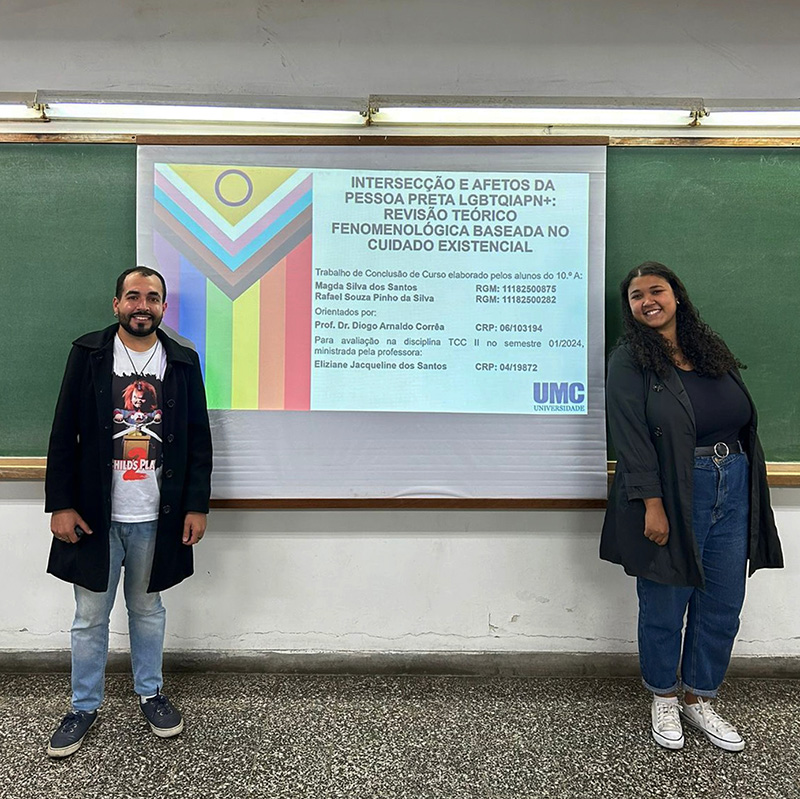 INTERSECÇÃO E AFETOS DA
PESSOA PRETA LGBTQIAPN+:
REVISÃO TEÓRICO
FENOMENOLÓGICA BASEADA NO
CUIDADO EXISTENCIAL
Trabalho de Conclusão de Curso elaborado pelos alunos do 10.º A:
Magda Silva dos Santos RGM: 11182500875
Rafael Souza Pinho da Silva RGM: 11182500282
Orientados por:
Prof. Dr. Diogo Arnaldo Corrêa CRP: 06/103194
Para avaliação na disciplina TCC II no semestre 01/2024,
ministrada pela professora:
Eliziane Jacqueline dos Santos CRP: 04/19872
UMC
UNIVERSIDADE
HILD'S PLA
2